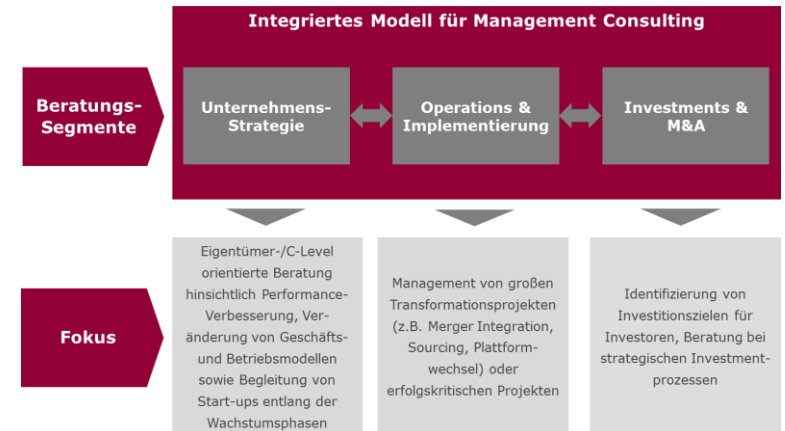 Integriertes Modell für Management Consulting
Beratungs-
Segmente
Unternehmens-
Strategie
Operations &
Implementierung
Investments &
M&A
Fokus
Eigentümer-/C-Level
orientierte Beratung
hinsichtlich Performance-
Verbesserung, Ver-
änderung von Geschäfts-
und Betriebsmodellen
sowie Begleitung von
Start-ups entlang der
Wachstumsphasen
Management von großen
Transformationsprojekten
(z.B. Merger Integration,
Sourcing, Plattform-
wechsel) oder
erfolgskritischen Projekten
Identifizierung von
Investitionszielen für
Investoren, Beratung bei
strategischen Investment-
prozessen